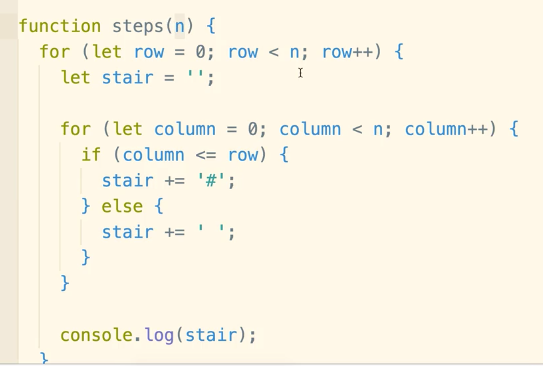 function steps(n) {
  for (let row = 0; row < n; row++) {
    let stair = '';

    for (let column = 0; column < n; column++) {
      if (column <= row) {
        stair += '#';
      } else {
        stair += ' ';
      }
    }

    console.log(stair);
  }